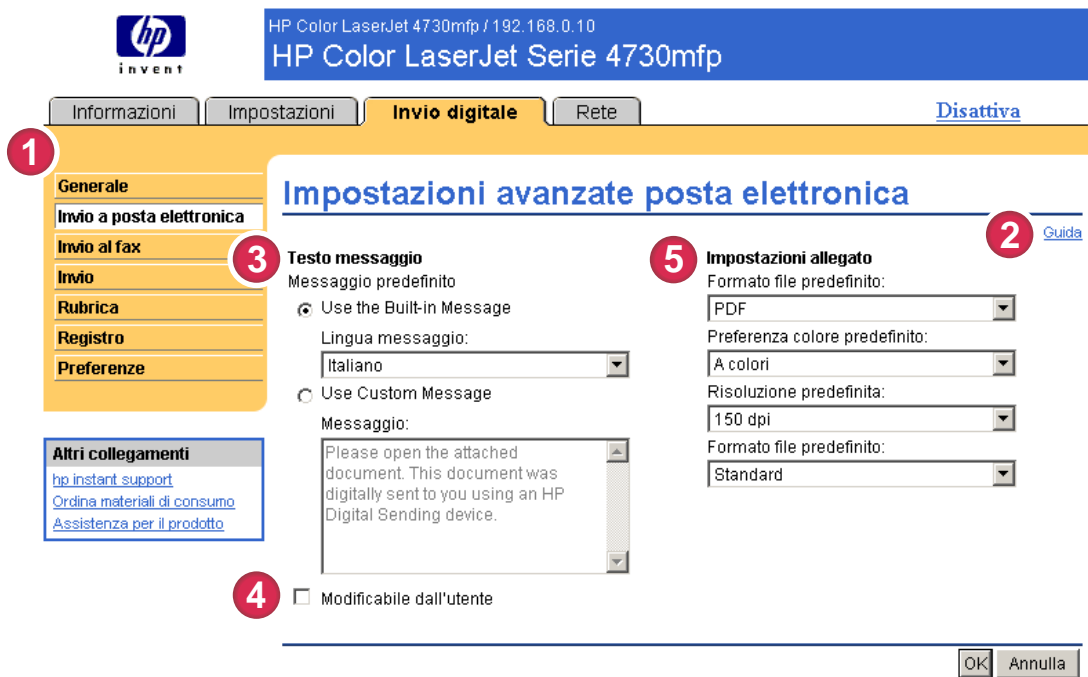 hp
invent
HP Color LaserJet 4730mfp / 192.168.0.10
HP Color LaserJet Serie 4730mfp
Informazioni
Impostazioni
Invio digitale
Rete
Disattiva
1
Generale
Invio a posta elettronica
Invio al fax
Invio
Rubrica
Registro
Preferenze
Altri collegamenti
hp instant support
Ordina materiali di consumo
Assistenza per il prodotto
Impostazioni avanzate posta elettronica
2
Guida
3
Testo messaggio
Messaggio predefinito
Use the Built-in Message
Lingua messaggio:
Italiano
Use Custom Message
Messaggio:
Please open the attached
document. This document was
digitally sent to you using an HP
Digital Sending device.
4
Modificabile dall'utente
5
Impostazioni allegato
Formato file predefinito:
PDF
Preferenza colore predefinito:
A colori
Risoluzione predefinita:
150 dpi
Formato file predefinito:
Standard
OK
Annulla